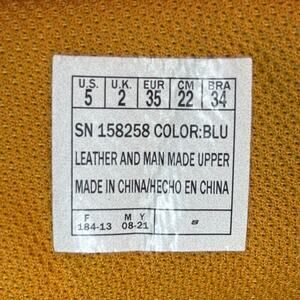 U.S. U.K. EUR CM BRA
5 2 35 22 34
SN 158258 COLOR:BLU
LEATHER AND MAN MADE UPPER
MADE IN CHINA/HECHO EN CHINA
F M Y
184-13 08-21